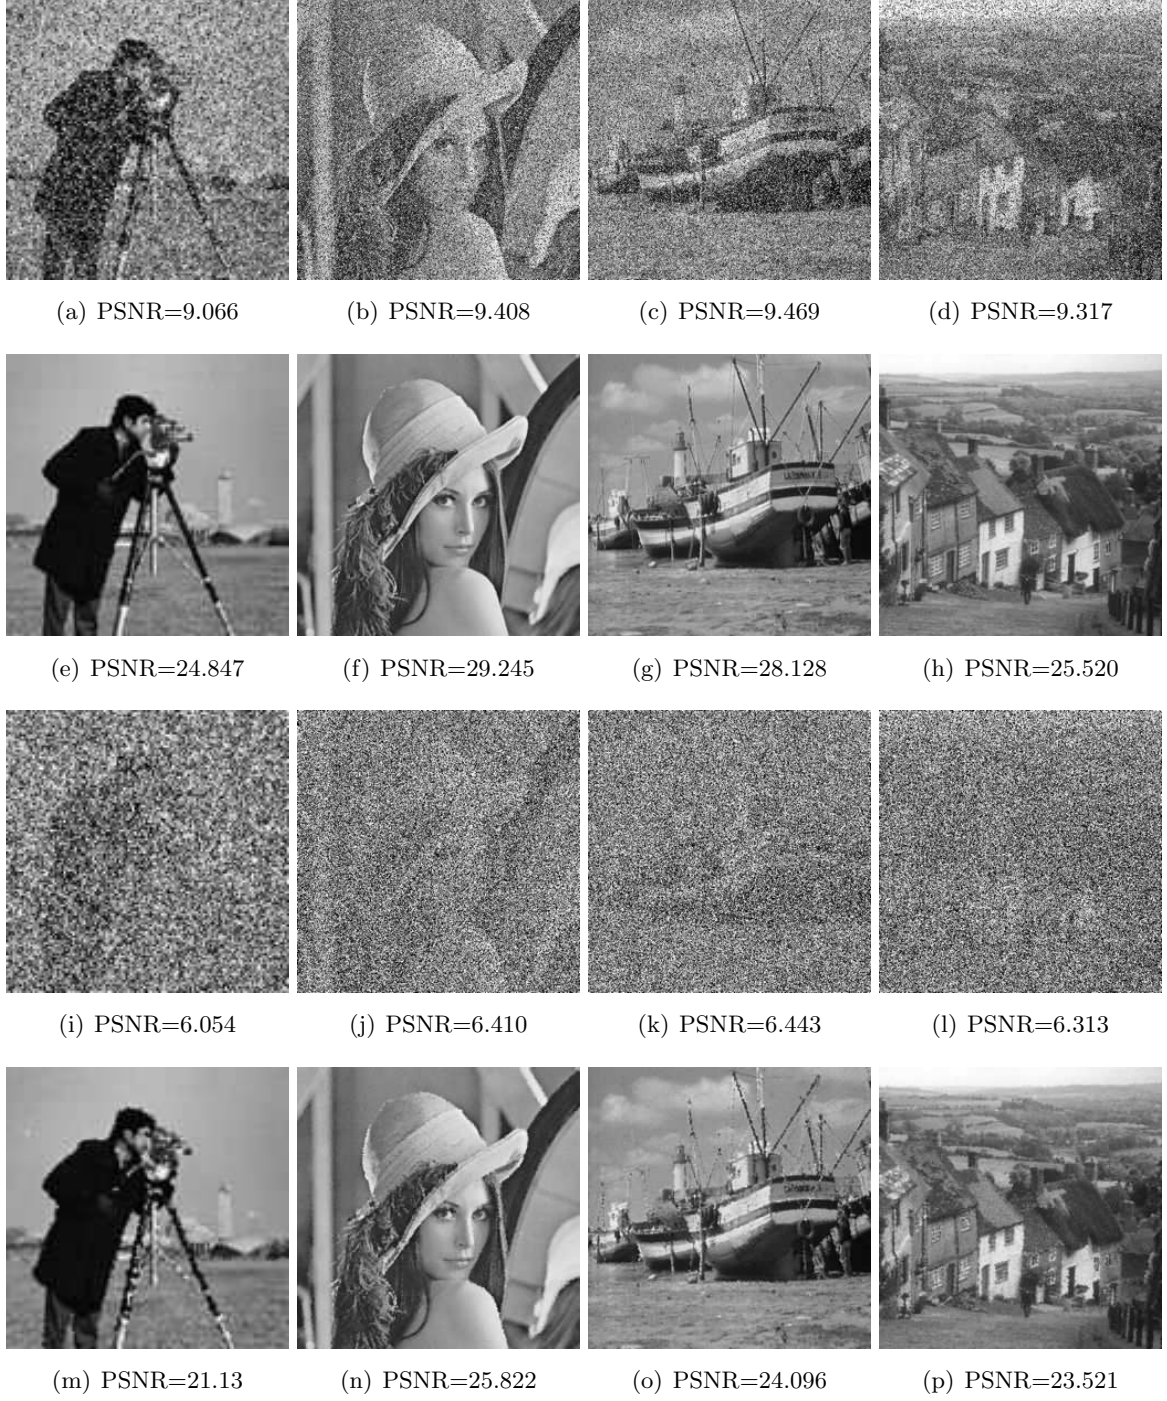 (a) PSNR=9.066
(b) PSNR=9.408
(c) PSNR=9.469
(d) PSNR=9.317
(e) PSNR=24.847
(f) PSNR=29.245
(g) PSNR=28.128
(h) PSNR=25.520
(i) PSNR=6.054
(j) PSNR=6.410
(k) PSNR=6.443
(l) PSNR=6.313
(m) PSNR=21.13
(n) PSNR=25.822
(o) PSNR=24.096
(p) PSNR=23.521